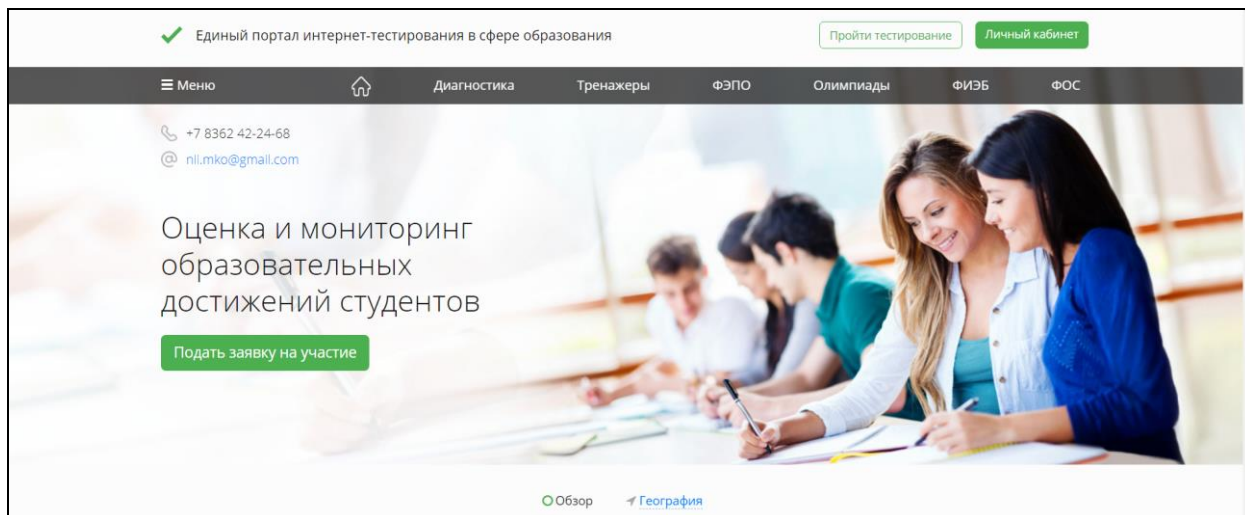 Единый портал интернет-тестирования в сфере образования
Пройти тестирование
Личный кабинет
Меню
Диагностика
Тренажеры
ФЭПО
Олимпиады
ФИЭБ
ФОС
+7 8362 42-24-68
nil.mko@gmail.com
Оценка и мониторинг
образовательных
достижений студентов
Подать заявку на участие
Обзор
География